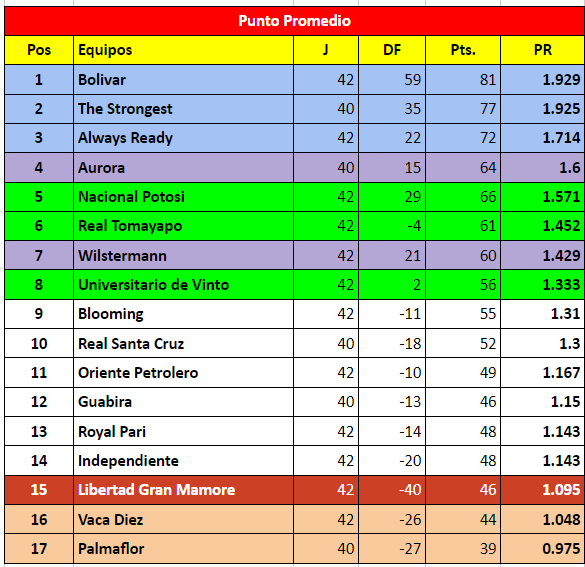 Punto Promedio
Pos Equipos J DF Pts. PR
1 Bolivar 42 59 81 1.929
2 The Strongest 40 35 77 1.925
3 Always Ready 42 22 72 1.714
4 Aurora 40 15 64 1.6
5 Nacional Potosi 42 29 66 1.571
6 Real Tomayapo 42 -4 61 1.452
7 Wilstermann 42 21 60 1.429
8 Universitario de Vinto 42 2 56 1.333
9 Blooming 42 -11 55 1.31
10 Real Santa Cruz 40 -18 52 1.3
11 Oriente Petrolero 42 -10 49 1.167
12 Guabira 40 -13 46 1.15
13 Royal Pari 42 -14 48 1.143
14 Independiente 42 -20 48 1.143
15 Libertad Gran Mamore 42 -40 46 1.095
16 Vaca Diez 42 -26 44 1.048
17 Palmaflor 40 -27 39 0.975